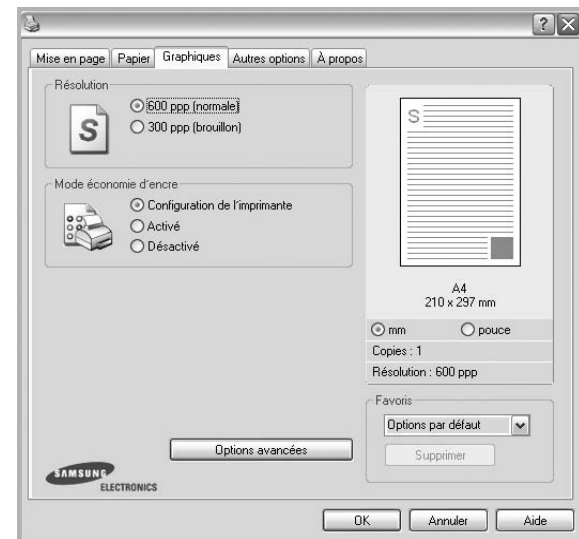 Mise en page Papier Graphiques Autres options À propos
Résolution
600 ppp (normale)
300 ppp (brouillon)
S
Mode économie d'encre
Configuration de l'imprimante
Activé
Désactivé
S
A4
210 x 297 mm
mm pouce
Copies : 1
Résolution : 600 ppp
Favoris
Options par défaut
Supprimer
Options avancées
SAMSUNG
ELECTRONICS
OK Annuler Aide